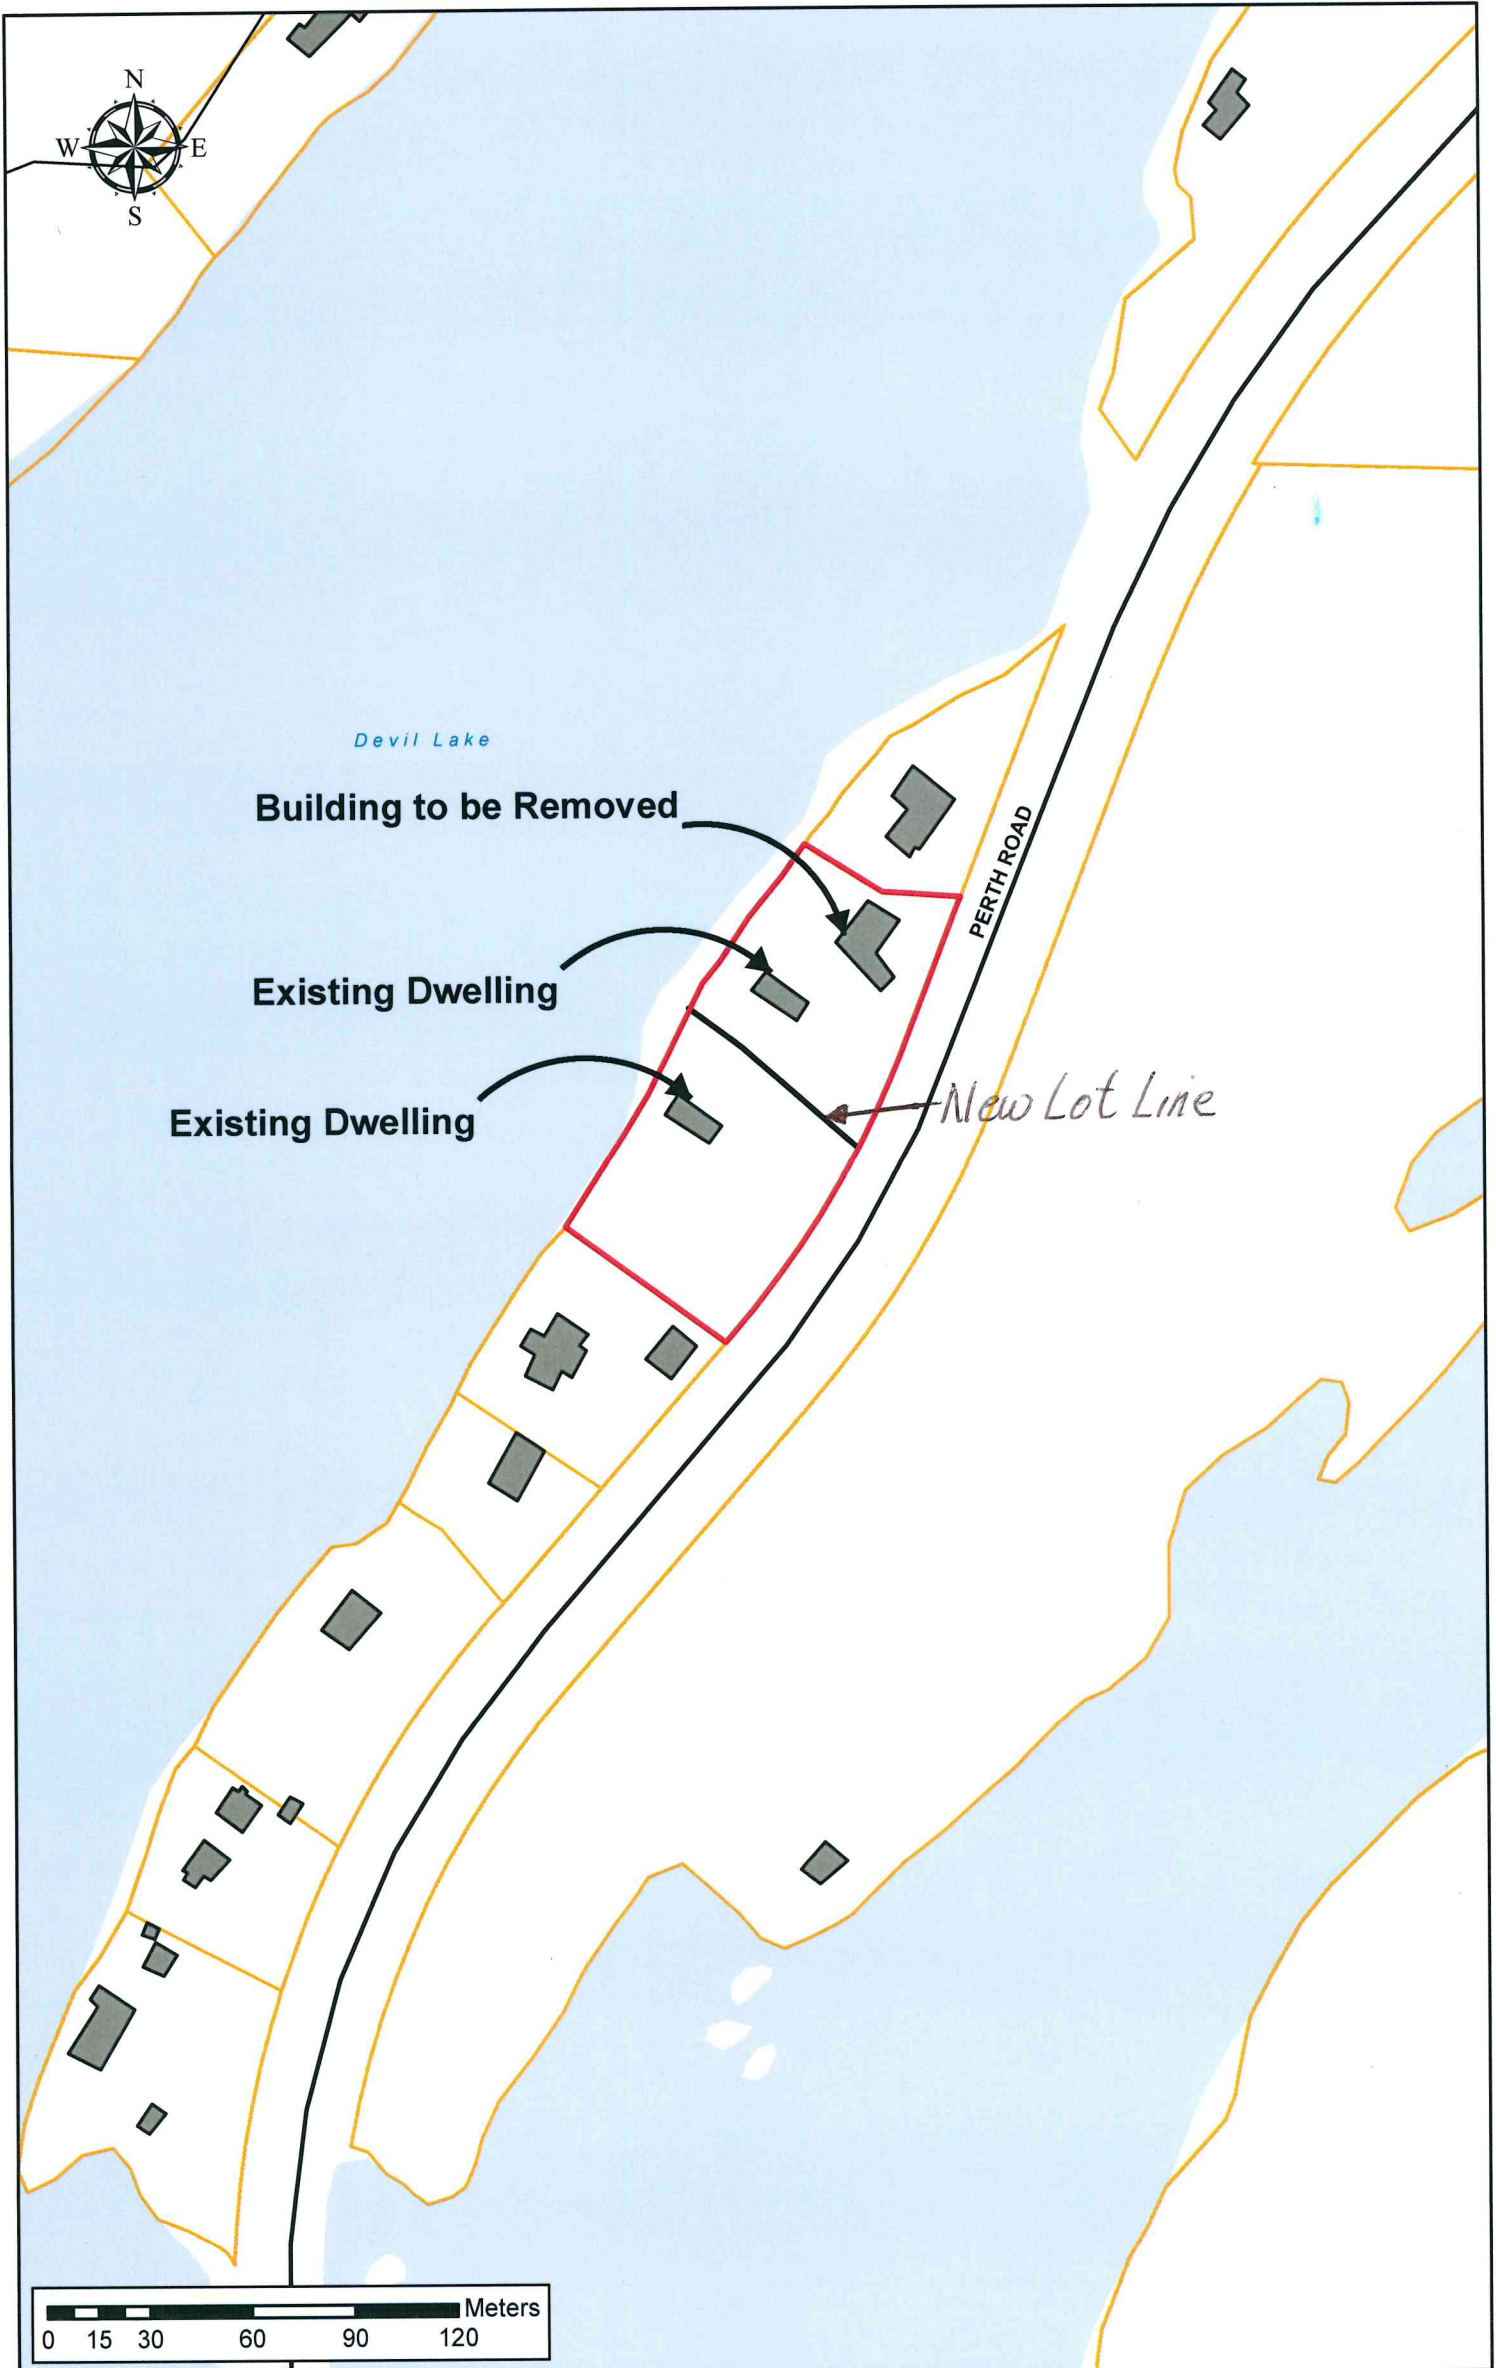 N
W E
S
Devil Lake
Building to be Removed
PERTH ROAD
Existing Dwelling
New Lot Line
Existing Dwelling
Meters
0 15 30 60 90 120